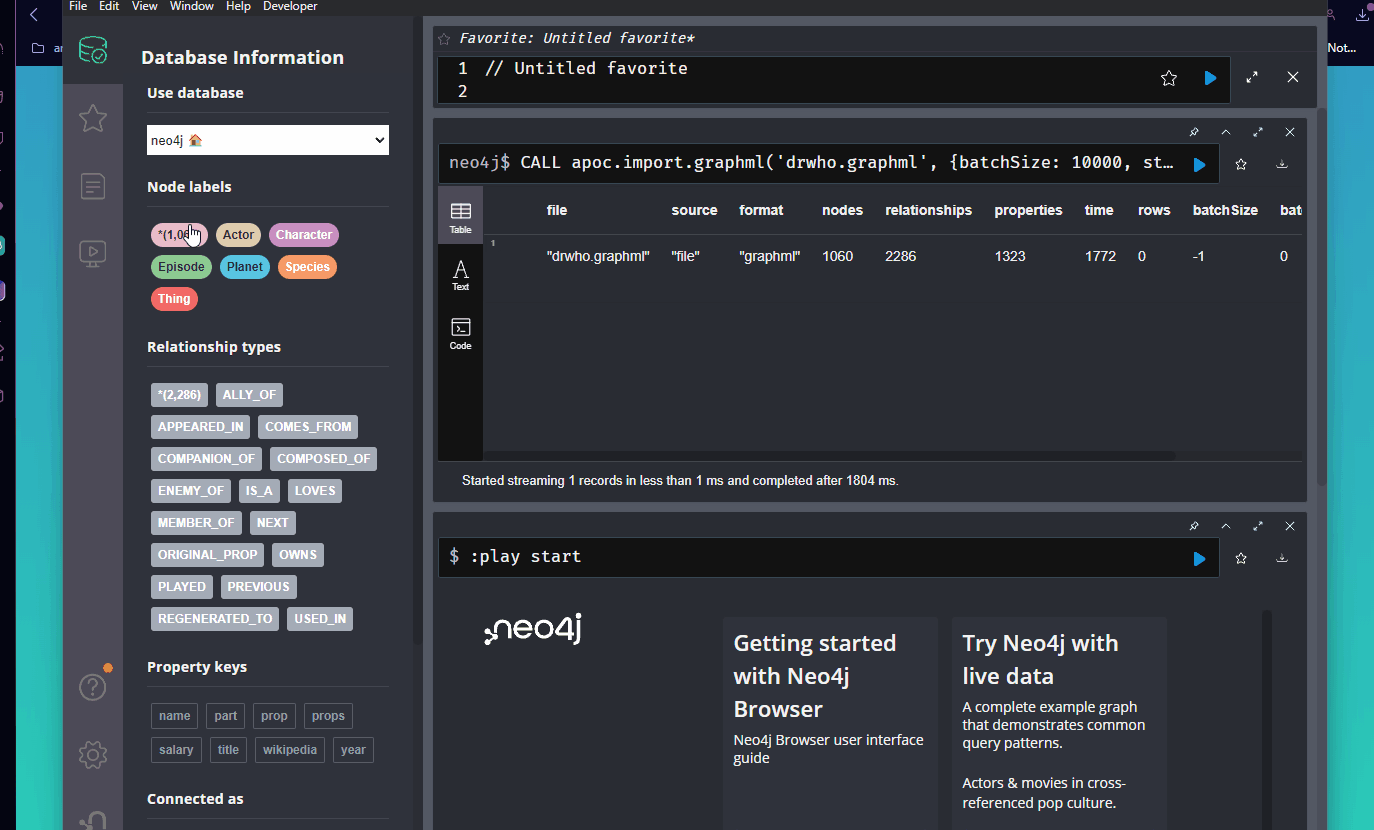 File Edit View Window Help Developer
Not...
Database Information
Use database
neo4j
Node labels
Actor Character
Episode Planet Species
Thing
Relationship types
*(2,286) ALLY_OF
APPEARED_IN COMES_FROM
COMPANION_OF COMPOSED_OF
ENEMY_OF IS_A LOVES
MEMBER_OF NEXT
ORIGINAL_PROP OWNS
PLAYED PREVIOUS
REGENERATED_TO USED_IN
Property keys
name part prop props
salary title wikipedia year
Connected as
Favorite: Untitled favorite*
1 // Untitled favorite
2
neo4j$ CALL apoc.import.graphml('drwho.graphml', {batchSize: 10000, st…
Table
Text
Code
file source format nodes relationships properties time rows batchSize bat
1
"drwho.graphml" "file" "graphml" 1060 2286 1323 1772 0 -1 0
Started streaming 1 records in less than 1 ms and completed after 1804 ms.
$ :play start
neo4j
Getting started
with Neo4j
Browser
Neo4j Browser user interface
guide
Try Neo4j with
live data
A complete example graph
that demonstrates common
query patterns.
Actors & movies in cross-
referenced pop culture.